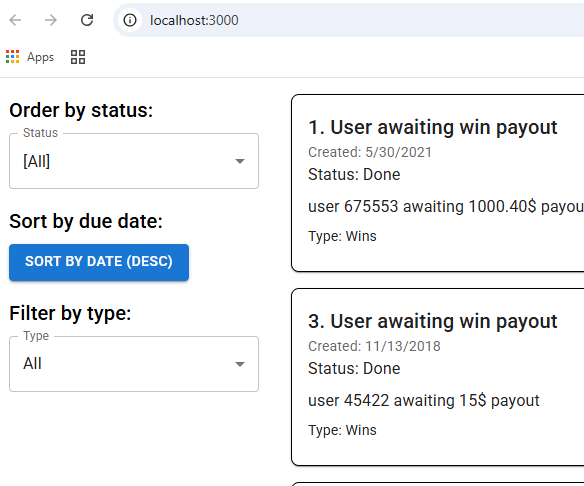 localhost:3000
Apps
Order by status:
Status
[All]
Sort by due date:
SORT BY DATE (DESC)
Filter by type:
Type
All
1. User awaiting win payout
Created: 5/30/2021
Status: Done
user 675553 awaiting 1000.40$ payou
Type: Wins
3. User awaiting win payout
Created: 11/13/2018
Status: Done
user 45422 awaiting 15$ payout
Type: Wins